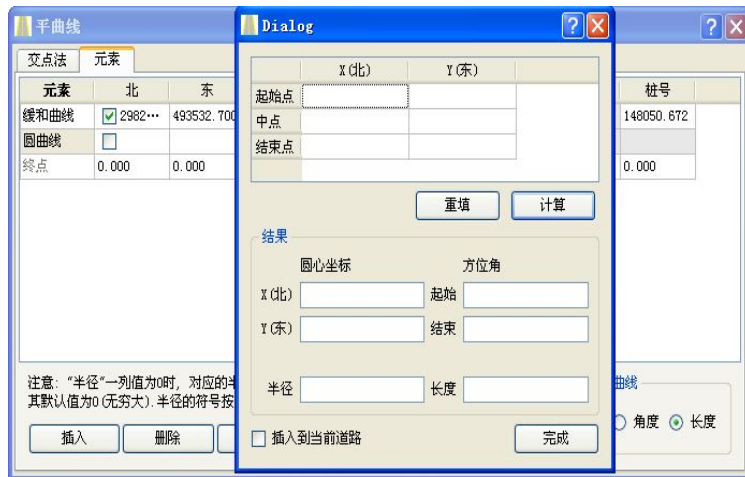 平曲线
交点法 元素
元素 北 东 桩号
缓和曲线 2982… 493532.700 148050.672
圆曲线
终点 0.000 0.000 0.000
注意: “半径”一列值为0时, 对应的半
其默认值为0(无穷大).半径的符号按
插入 删除
曲线
角度 长度
Dialog
X(北) Y(东)
起始点
中点
结束点
重填 计算
结果
圆心坐标 方位角
X(北) 起始
Y(东) 结束
半径 长度
插入到当前道路 完成